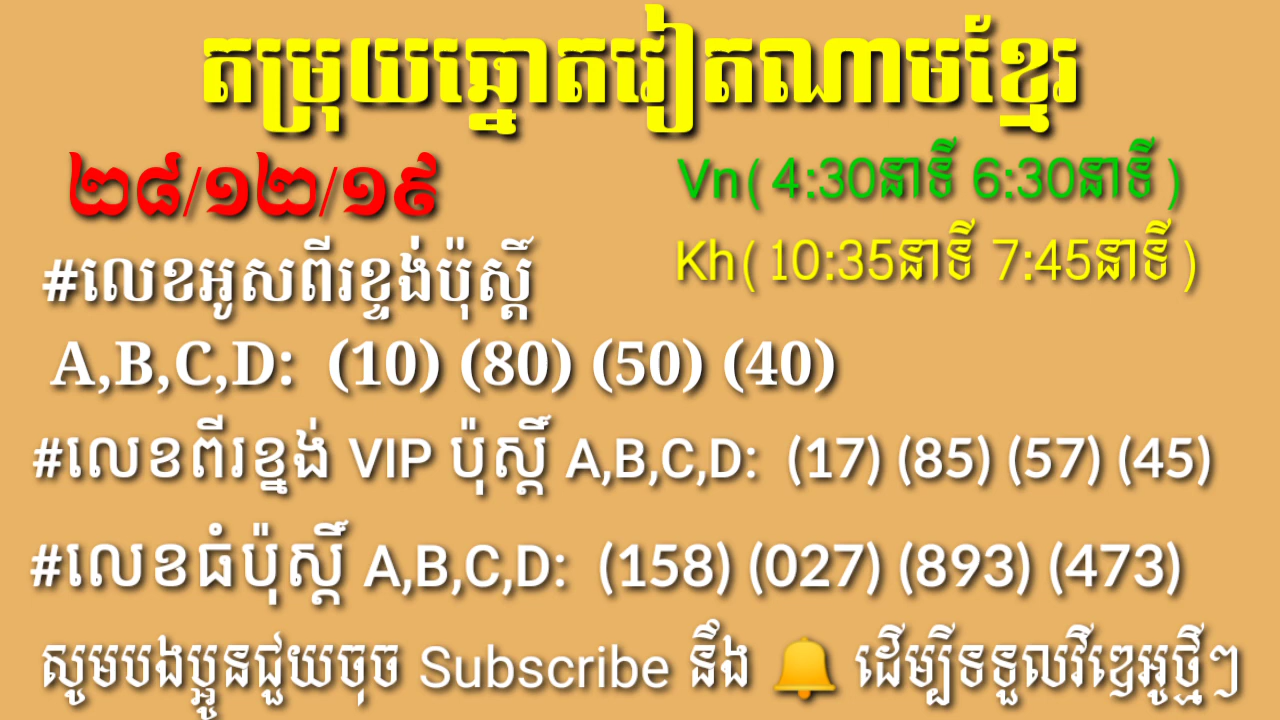 តម្រុយឆ្នោតវៀតណាមខ្មែរ
២៨/១២/១៩
Vn( 4:30នាទី 6:30នាទី )
Kh( 10:35នាទី 7:45នាទី )
#លេខអូសពីរខ្ទង់ប៉ុស្តិ៍
A,B,C,D: (10) (80) (50) (40)
#លេខពីរខ្នង់ VIP ប៉ុស្តិ៍ A,B,C,D: (17) (85) (57) (45)
#លេខធំប៉ុស្តិ៍ A,B,C,D: (158) (027) (893) (473)
សូមបងប្អូនជួយចុច Subscribe និង 🔔 ដើម្បីទទួលវីឌេអូថ្មីៗ